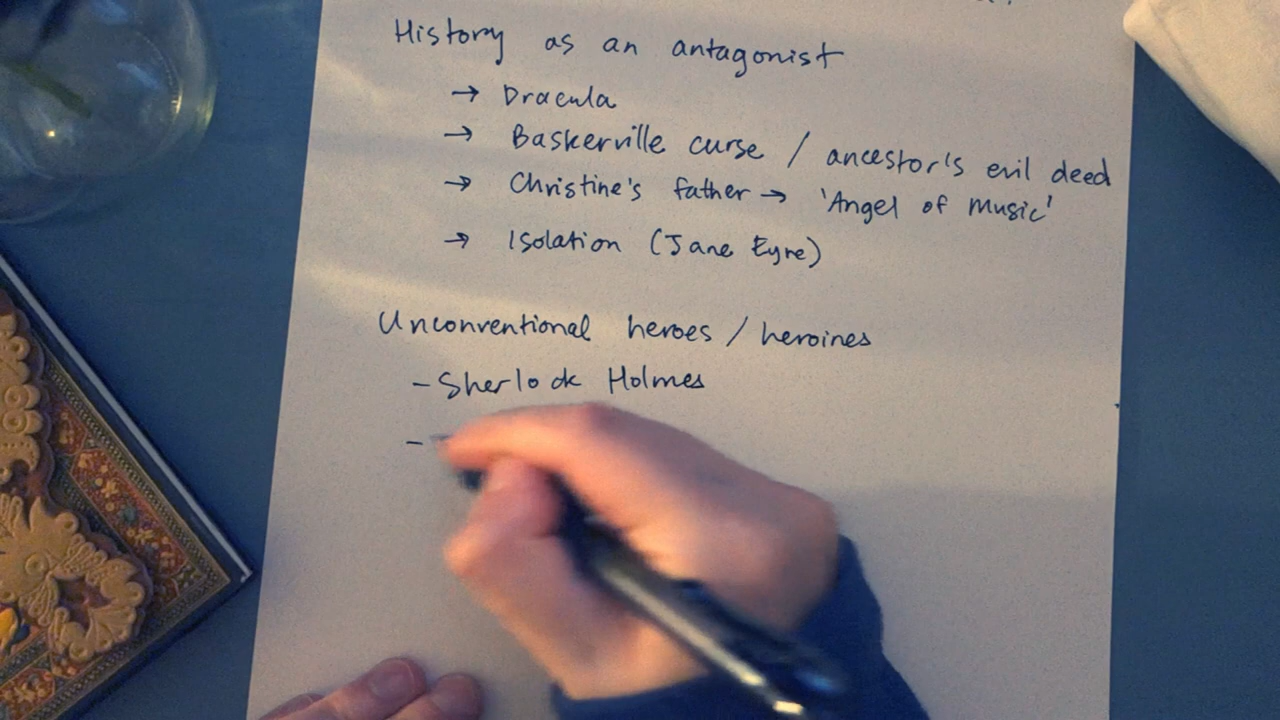 History as an antagonist
→ Dracula
→ Baskerville curse / ancestor's evil deed
→ Christine's father → 'Angel of Music'
→ Isolation (Jane Eyre)
Unconventional heroes / heroines
- Sherlock Holmes
-